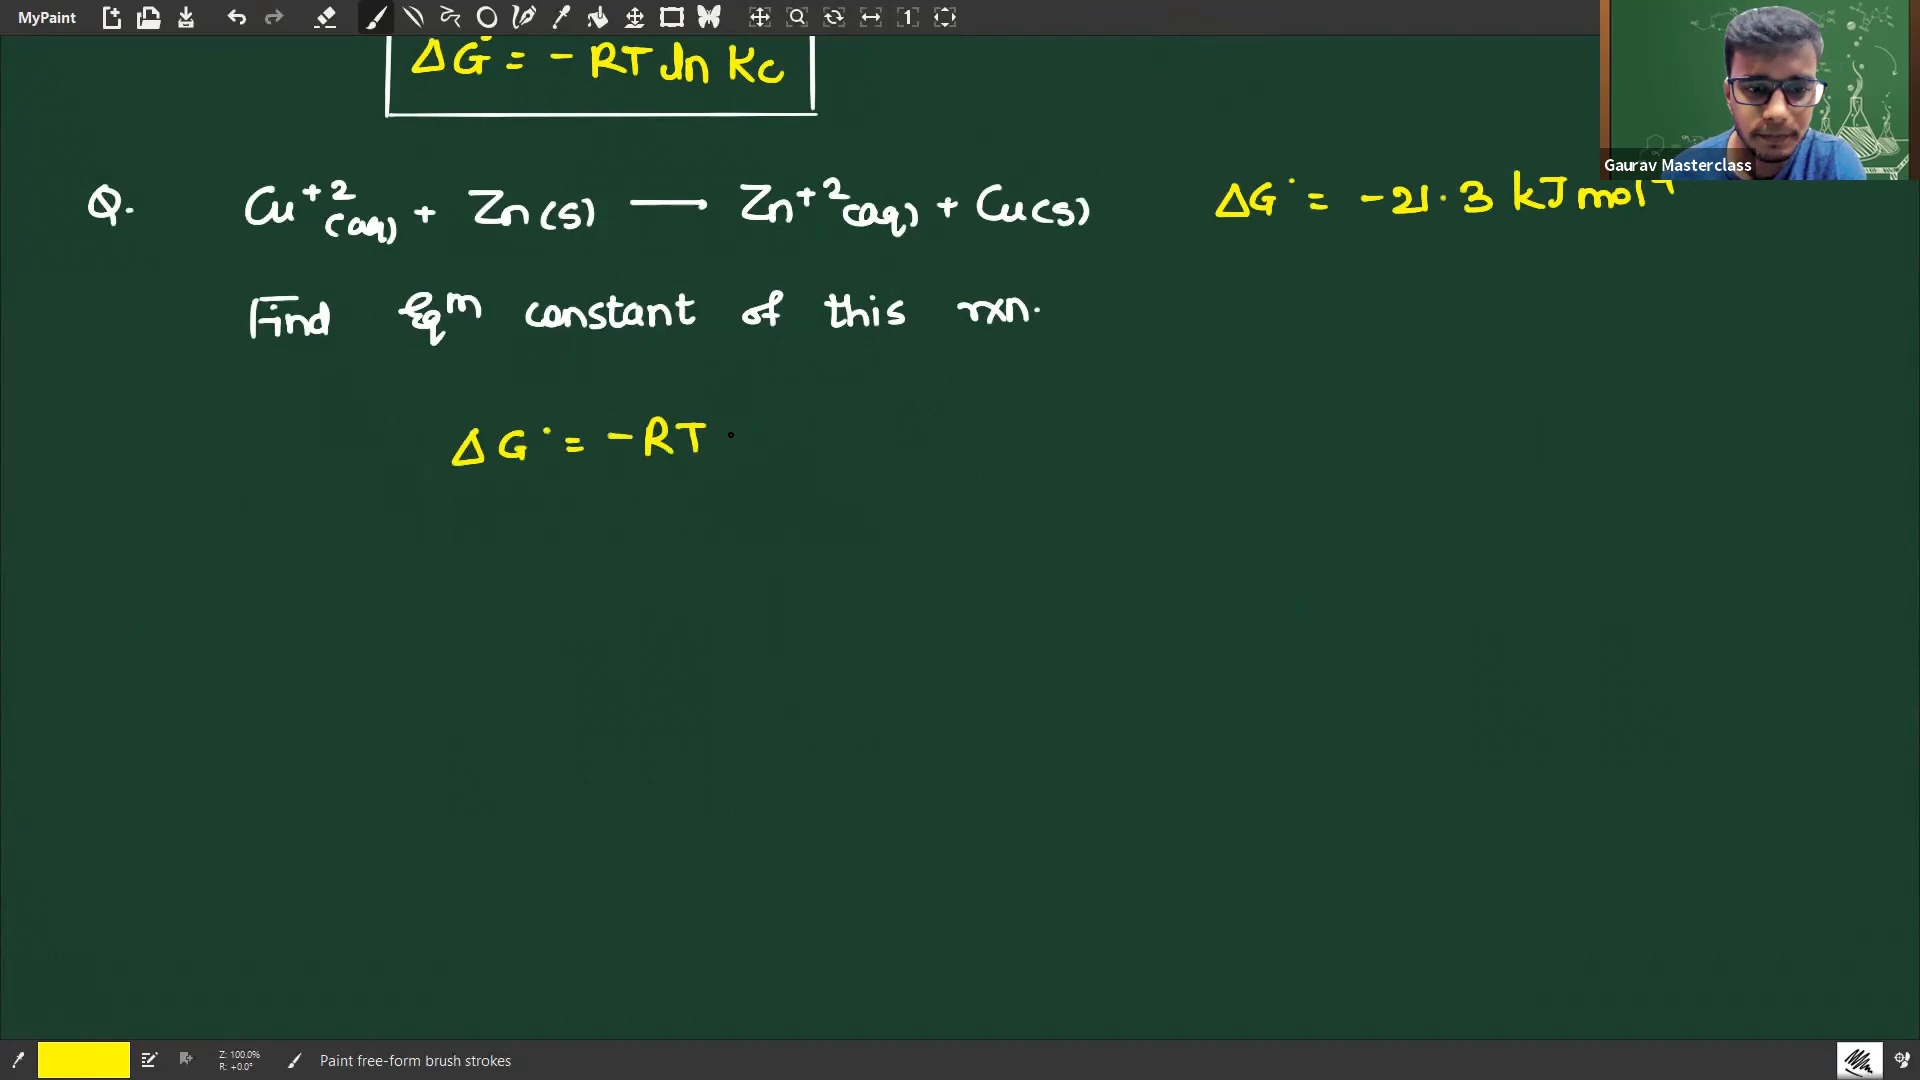 MyPaint
1
ΔG° = - RT ln Kc
Gaurav Masterclass
Q. Cu⁺²(aq) + Zn(s) ⟶ Zn⁺²(aq) + Cu(s) ΔG° = -21.3 kJ mol⁻¹
Find Eqᵐ constant of this rxn.
ΔG° = -RT
Z: 100.0%
R: +0.0°
Paint free-form brush strokes